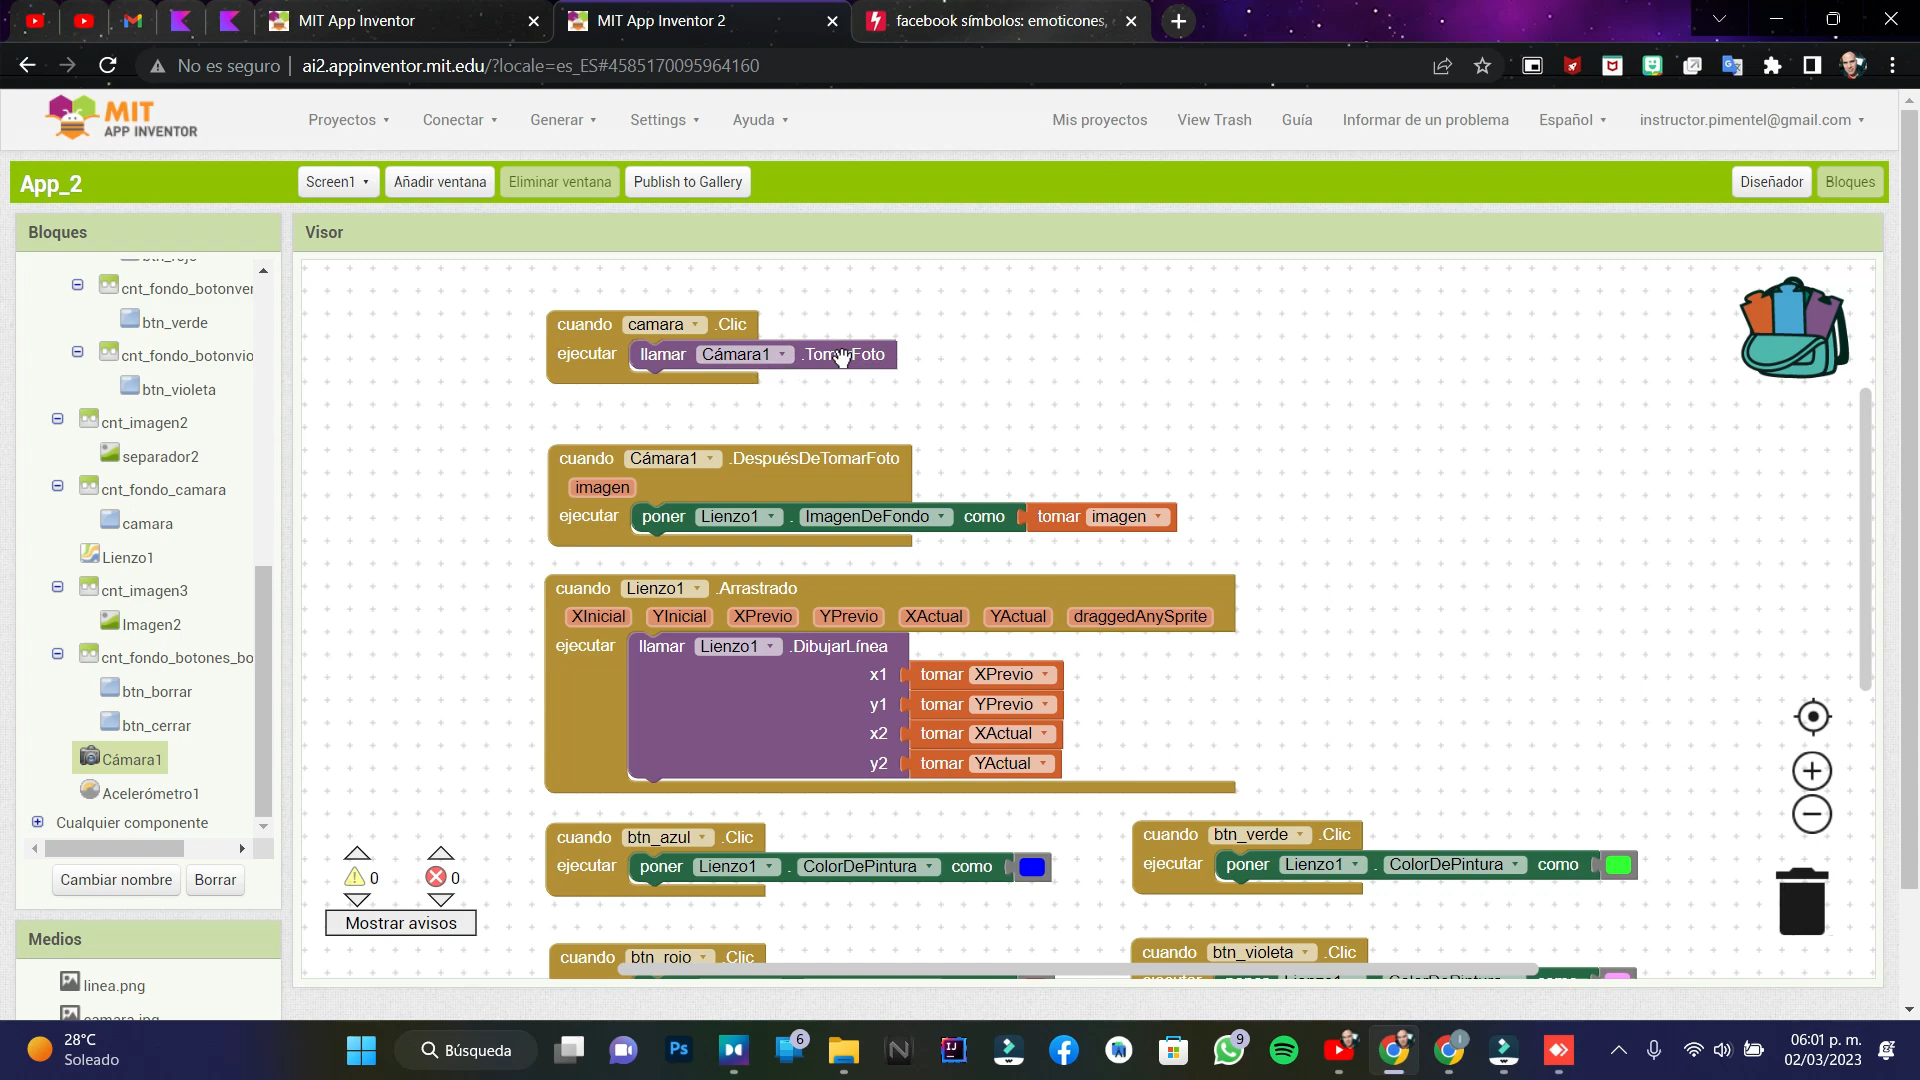 MIT App Inventor
MIT App Inventor 2
facebook símbolos: emoticones,
No es seguro | ai2.appinventor.mit.edu/?locale=es_ES#4585170095964160
MIT
APP INVENTOR
Proyectos Conectar Generar Settings Ayuda Mis proyectos View Trash Guía Informar de un problema Español instructor.pimentel@gmail.com
App_2 Screen1 Añadir ventana Eliminar ventana Publish to Gallery Diseñador Bloques
Bloques
cnt_fondo_botonver
btn_verde
cnt_fondo_botonvio
btn_violeta
cnt_imagen2
separador2
cnt_fondo_camara
camara
Lienzo1
cnt_imagen3
Imagen2
cnt_fondo_botones_bo
btn_borrar
btn_cerrar
Cámara1
Acelerómetro1
Cualquier componente
Cambiar nombre Borrar
Medios
linea.png
Visor
cuando camara .Clic
ejecutar llamar Cámara1 .TomarFoto
cuando Cámara1 .DespuésDeTomarFoto
imagen
ejecutar poner Lienzo1 . ImagenDeFondo como tomar imagen
cuando Lienzo1 .Arrastrado
XInicial YInicial XPrevio YPrevio XActual YActual draggedAnySprite
ejecutar llamar Lienzo1 .DibujarLínea
x1 tomar XPrevio
y1 tomar YPrevio
x2 tomar XActual
y2 tomar YActual
cuando btn_azul .Clic
ejecutar poner Lienzo1 . ColorDePintura como
cuando btn_verde .Clic
ejecutar poner Lienzo1 . ColorDePintura como
cuando btn_rojo .Clic
cuando btn_violeta .Clic
0 0
Mostrar avisos
28°C
Soleado
Búsqueda
6
9
06:01 p. m.
02/03/2023